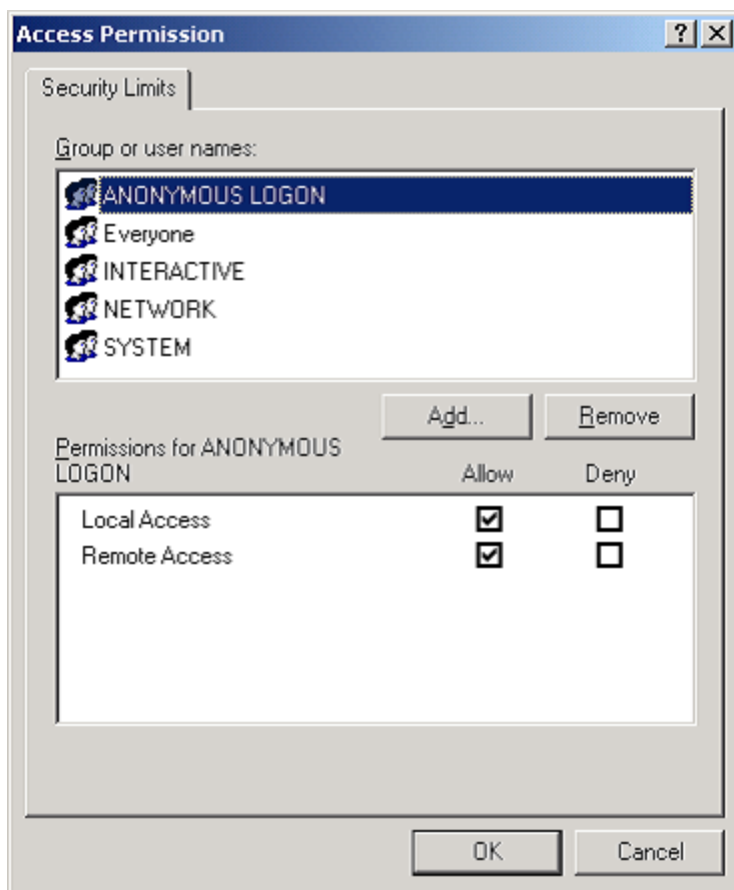 Access Permission
Security Limits
Group or user names:
ANONYMOUS LOGON
Everyone
INTERACTIVE
NETWORK
SYSTEM
Add... Remove
Permissions for ANONYMOUS
LOGON Allow Deny
Local Access
Remote Access
OK Cancel